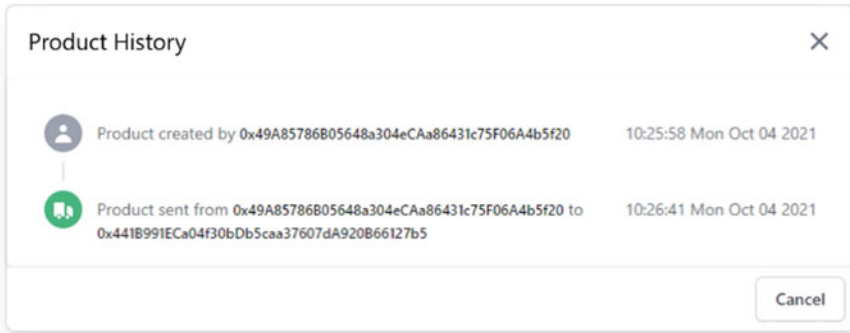 Product History
Product created by 0x49A85786B05648a304eCAa86431c75F06A4b5f20 10:25:58 Mon Oct 04 2021
Product sent from 0x49A85786B05648a304eCAa86431c75F06A4b5f20 to 10:26:41 Mon Oct 04 2021
0x441B991ECa04f30bDb5caa37607dA920B66127b5
Cancel